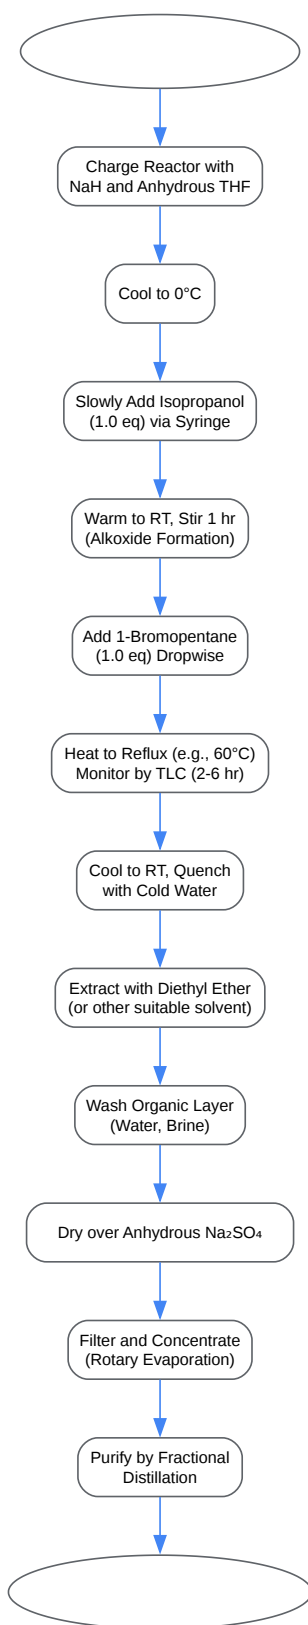 Charge Reactor with
NaH and Anhydrous THF
Cool to 0°C
Slowly Add Isopropanol
(1.0 eq) via Syringe
Warm to RT, Stir 1 hr
(Alkoxide Formation)
Add 1-Bromopentane
(1.0 eq) Dropwise
Heat to Reflux (e.g., 60°C)
Monitor by TLC (2-6 hr)
Cool to RT, Quench
with Cold Water
Extract with Diethyl Ether
(or other suitable solvent)
Wash Organic Layer
(Water, Brine)
Dry over Anhydrous Na₂SO₄
Filter and Concentrate
(Rotary Evaporation)
Purify by Fractional
Distillation